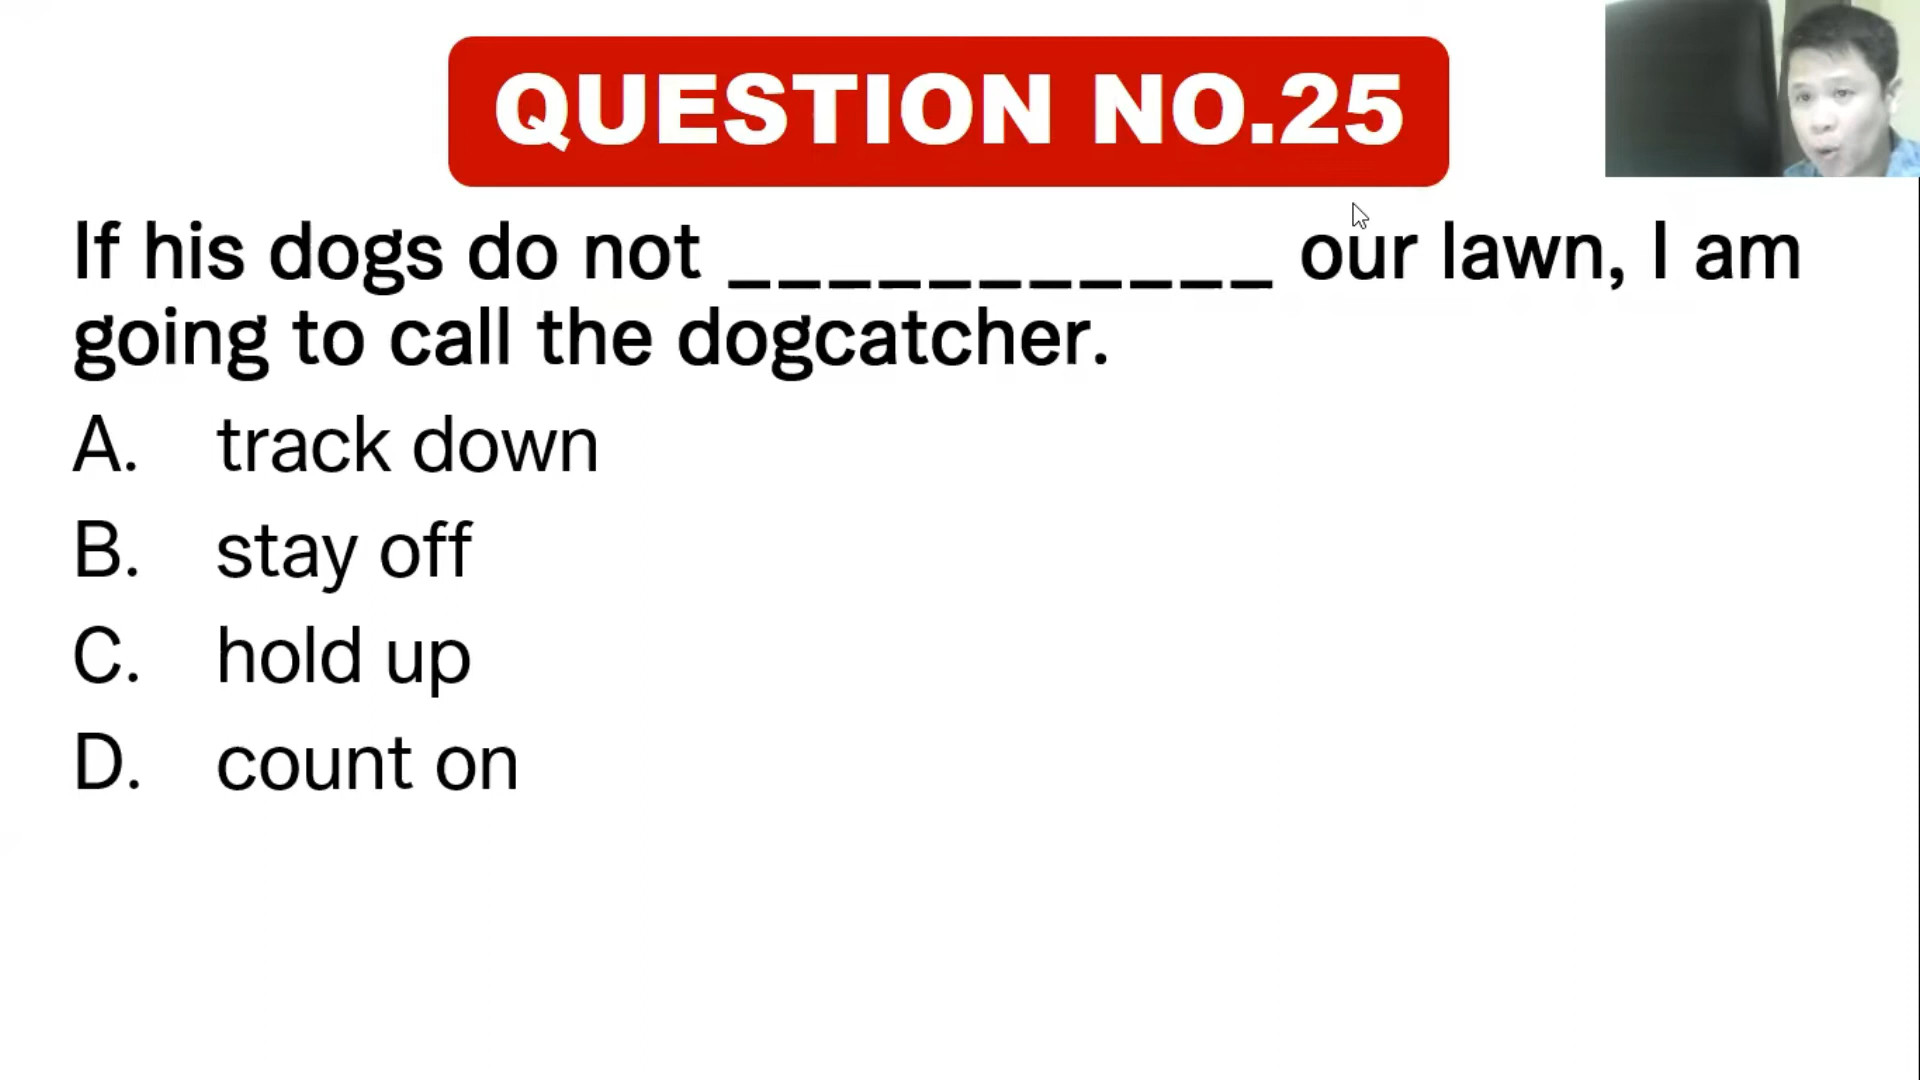 QUESTION NO.25
If his dogs do not ___________ our lawn, I am
going to call the dogcatcher.
A. track down
B. stay off
C. hold up
D. count on